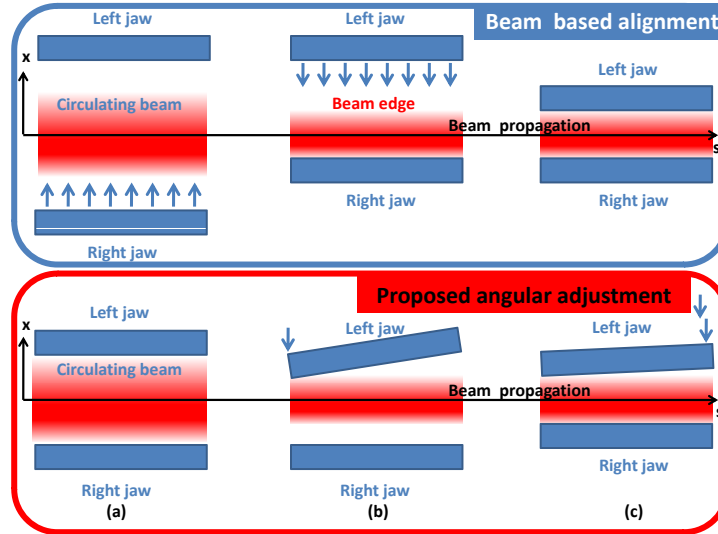 Beam based alignment
Left jaw
Left jaw
x
Left jaw
Circulating beam
Beam edge
Beam propagation
s
Right jaw
Right jaw
Right jaw
Proposed angular adjustment
Left jaw
Left jaw
Left jaw
x
Circulating beam
Beam propagation
s
Right jaw
Right jaw
Right jaw
(a)
(b)
(c)